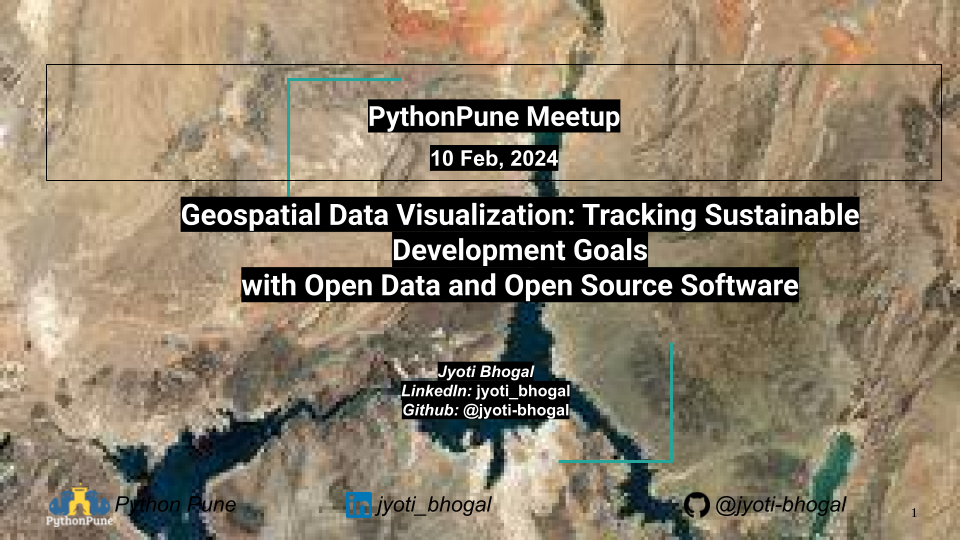 PythonPune Meetup
10 Feb, 2024
Geospatial Data Visualization: Tracking Sustainable
Development Goals
with Open Data and Open Source Software
Jyoti Bhogal
LinkedIn: jyoti_bhogal
Github: @jyoti-bhogal
PythonPune
Python Pune
in
jyoti_bhogal
@jyoti-bhogal
1